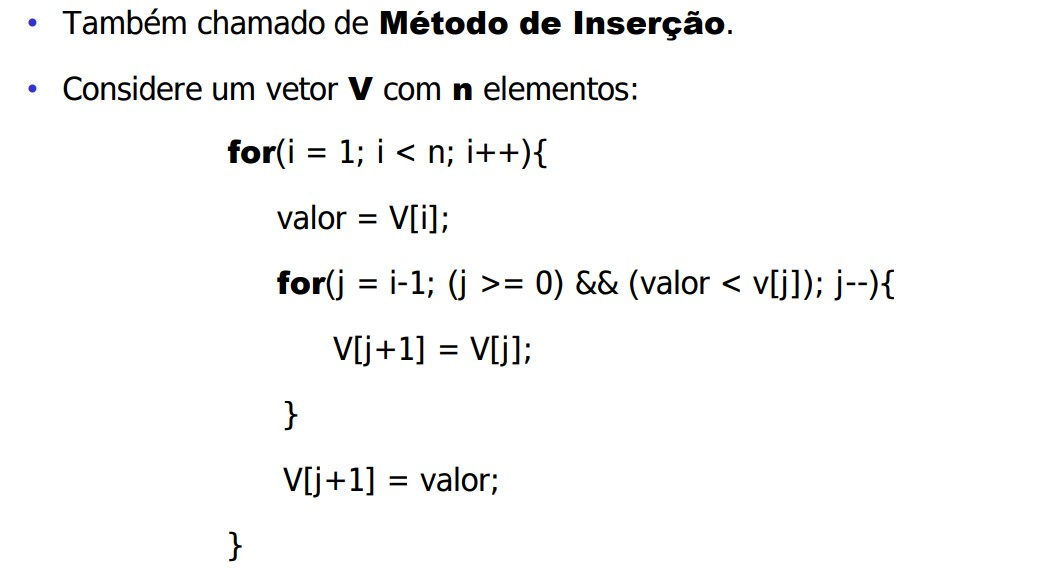 • Também chamado de Método de Inserção.
• Considere um vetor V com n elementos:
for(i = 1; i < n; i++){
valor = V[i];
for(j = i-1; (j >= 0) && (valor < v[j]); j--){
V[j+1] = V[j];
}
V[j+1] = valor;
}